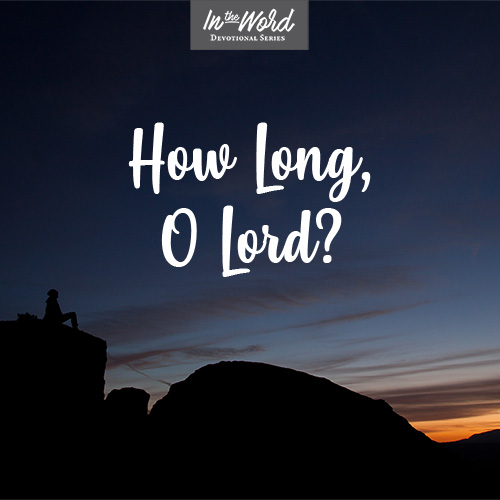 In the Word
Devotional Series
How Long,
O Lord?